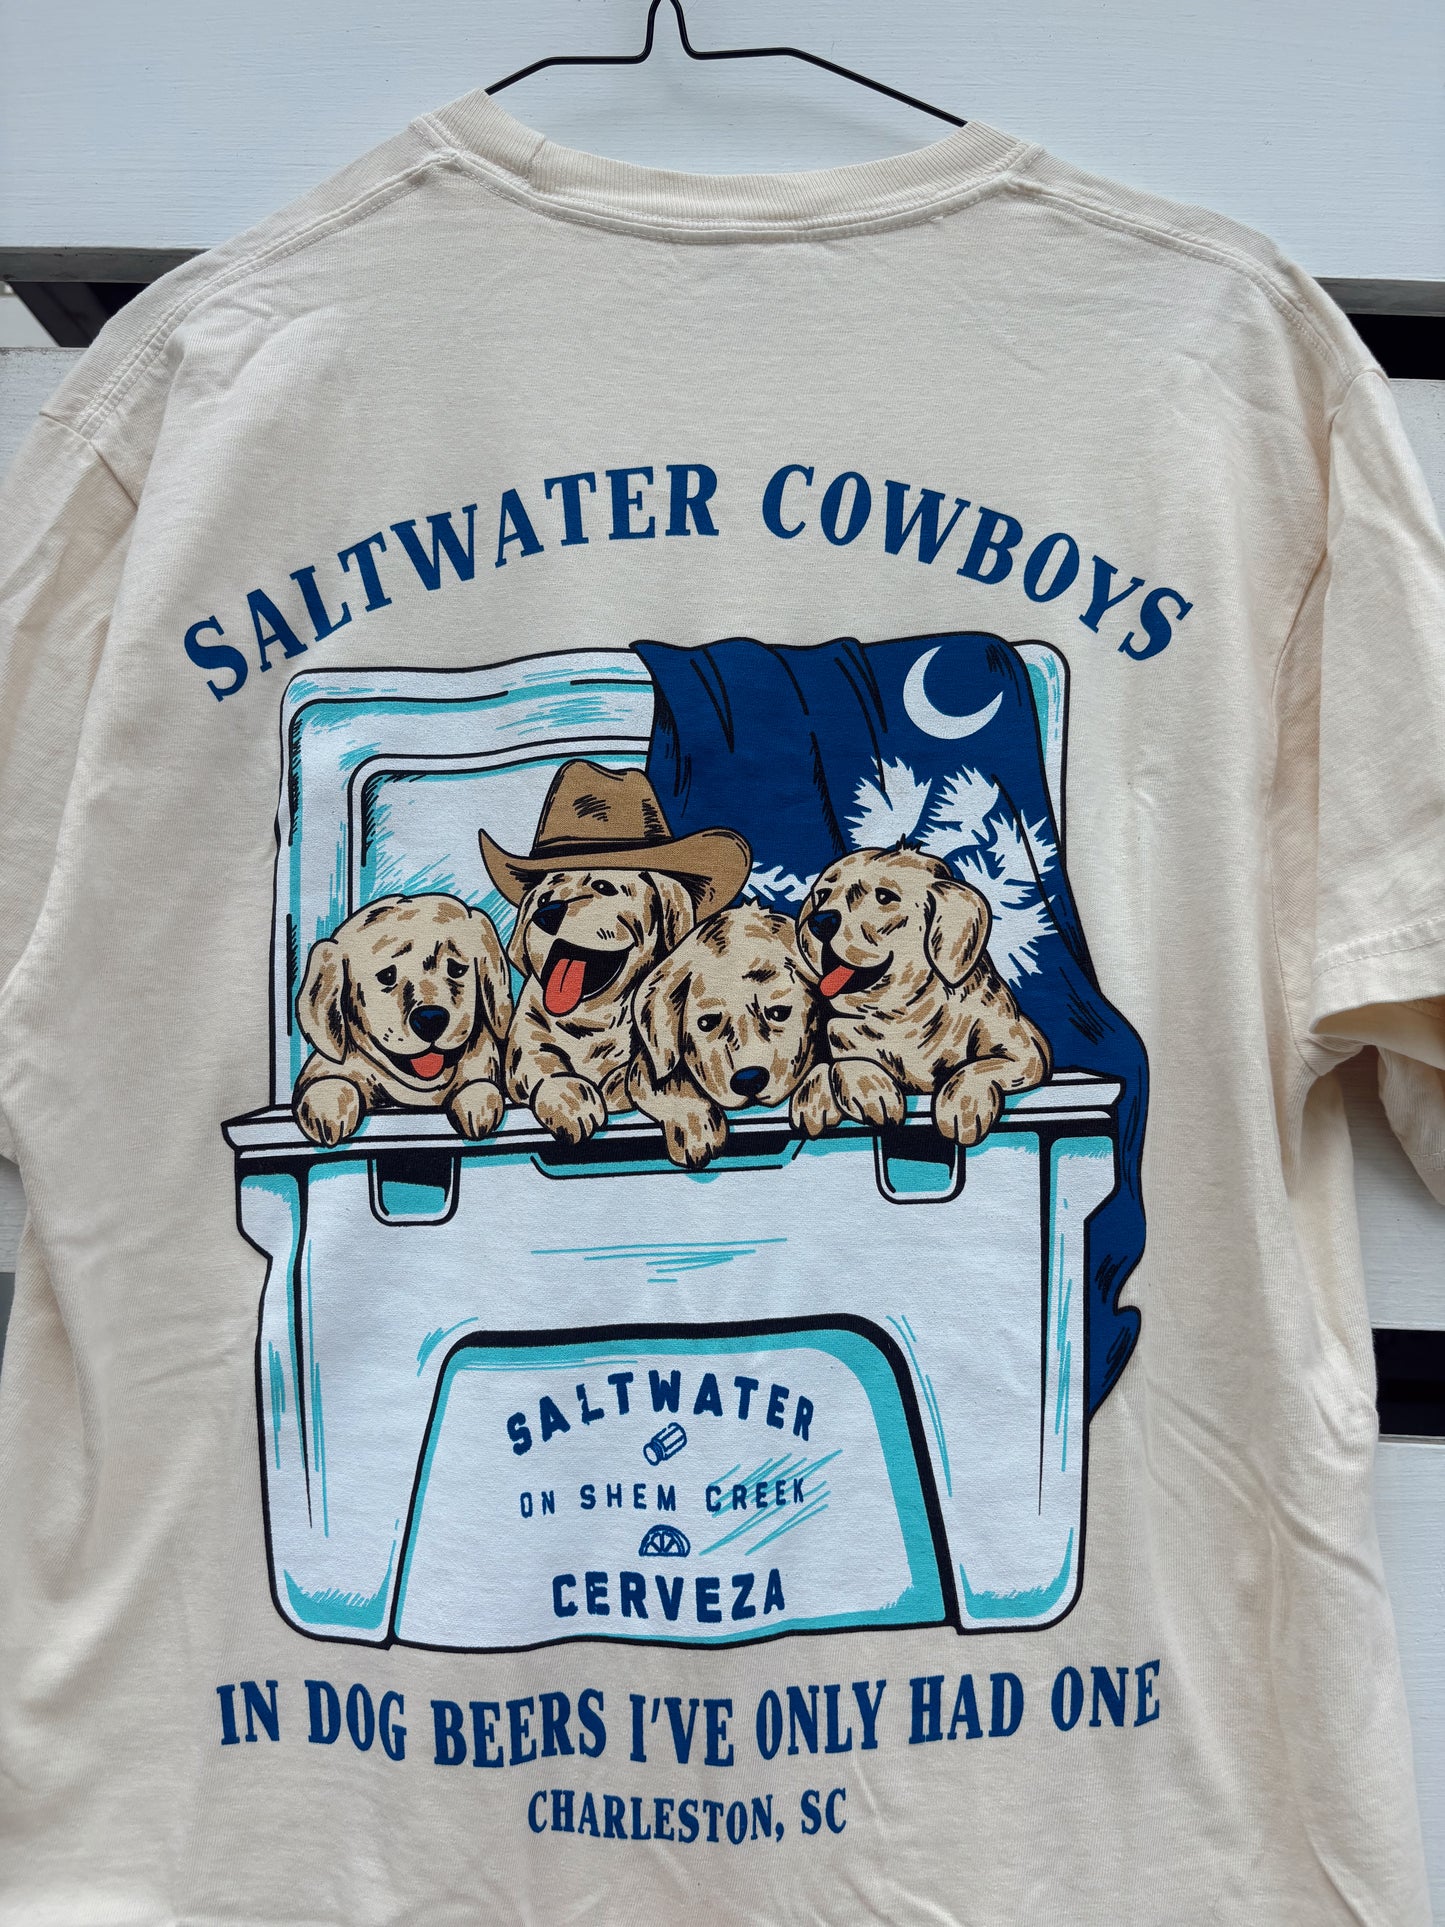 SALTWATER COWBOYS
SALTWATER
ON SHEM CREEK
CERVEZA
IN DOG BEERS I'VE ONLY HAD ONE
CHARLESTON, SC